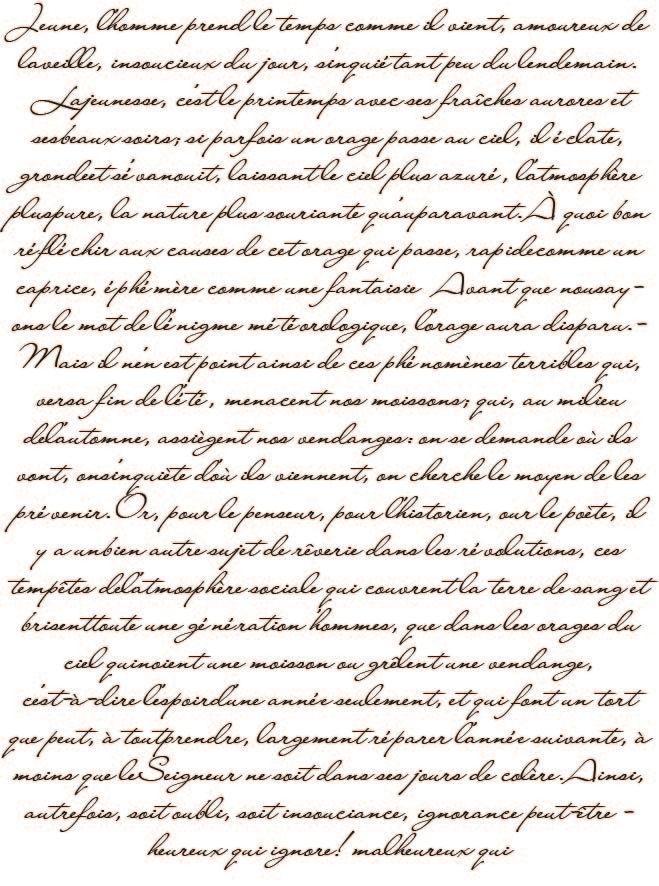 Jeune, l'homme prend le temps comme il vient, amoureux de
laveille, insoucieux du jour, s'inquiétant peu du lendemain.
Lajeunesse, c'est le printemps avec ses fraîches aurores et
sesbeaux soirs; si parfois un orage passe au ciel, il éclate,
grondeet s'évanouit, laissant le ciel plus azuré, l'atmosphère
pluspure, la nature plus souriante qu'auparavant. À quoi bon
réfléchir aux causes de cet orage qui passe, rapidecomme un
caprice, éphémère comme une fantaisie Avant que nousay-
ons le mot de l'énigme météorologique, l'orage aura disparu.-
Mais il n'en est point ainsi de ces phénomènes terribles qui,
versa fin de l'été, menacent nos moissons; qui, au milieu
del'automne, assiègent nos vendanges: on se demande où ils
vont, ons'inquiète d'où ils viennent, on cherche le moyen de les
prévenir. Or, pour le penseur, pour l'historien, our le poète, il
y a unbien autre sujet de rêverie dans les révolutions, ces
tempêtes del'atmosphère sociale qui couvrent la terre de sang et
brisenttoute une génération hommes, que dans les orages du
ciel quinoient une moisson ou grêlent une vendange,
c'est-à-dire l'espoird'une année seulement, et qui font un tort
que peut, à toutprendre, largement réparer l'année suivante, à
moins que leSeigneur ne soit dans ses jours de colère. Ainsi,
autrefois, soit oubli, soit insouciance, ignorance peut-être -
heureux qui ignore! malheureux qui